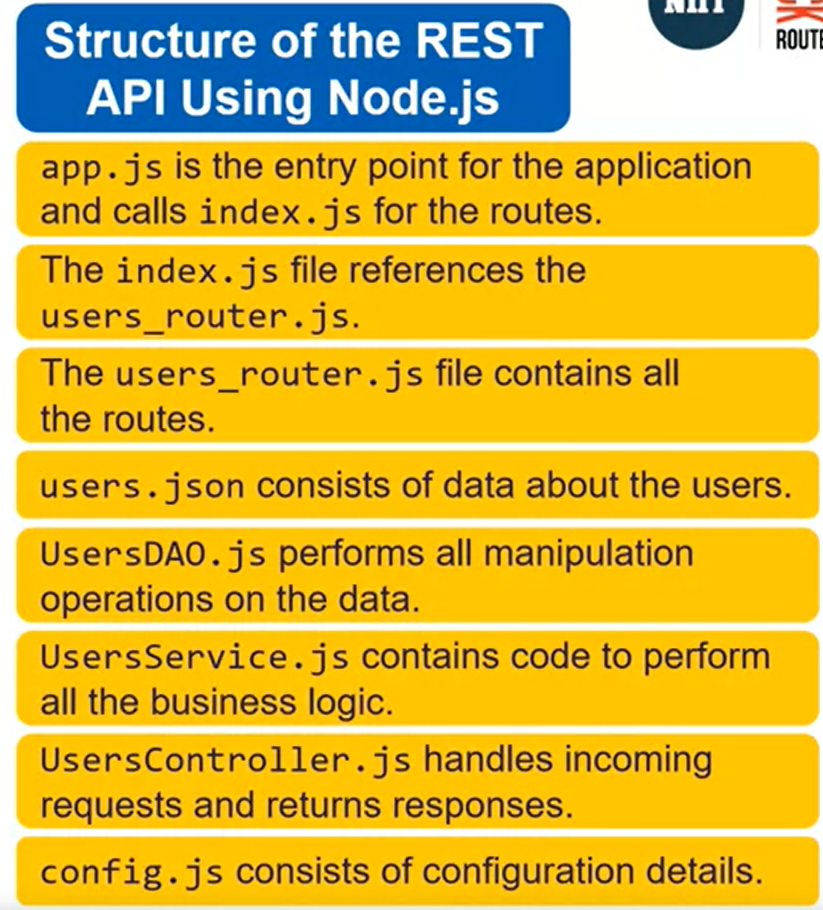 NIIT
ROUTE
Structure of the REST
API Using Node.js
app.js is the entry point for the application
and calls index.js for the routes.
The index.js file references the
users_router.js.
The users_router.js file contains all
the routes.
users.json consists of data about the users.
UsersDAO.js performs all manipulation
operations on the data.
UsersService.js contains code to perform
all the business logic.
UsersController.js handles incoming
requests and returns responses.
config.js consists of configuration details.